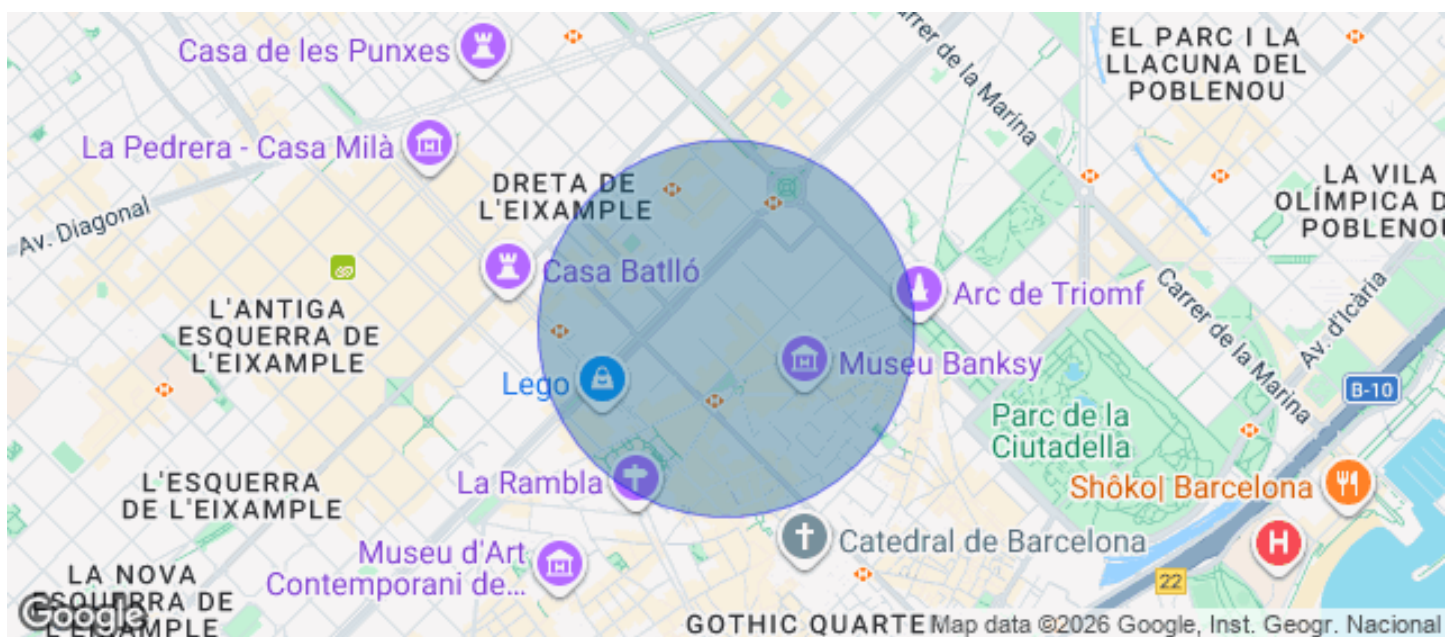 Casa de les Punxes
Carrer de la Marina
EL PARC I LA
LLACUNA DEL
POBLENOU
La Pedrera - Casa Milà
DRETA DE
L'EIXAMPLE
LA VILA
OLÍMPICA D
POBLENOU
Av. Diagonal
Casa Batlló
Arc de Triomf
L'ANTIGA
ESQUERRA DE
L'EIXAMPLE
Carrer de la Marina
Av. d'Icària
Lego
Museu Banksy
B-10
Parc de la
Ciutadella
L'ESQUERRA
DE L'EIXAMPLE
La Rambla
Shôko| Barcelona
Museu d'Art
Contemporani de...
Catedral de Barcelona
H
22
LA NOVA
ESQUERRA DE
L'EIXAMPLE
Google
GOTHIC QUARTE
Map data ©2026 Google, Inst. Geogr. Nacional